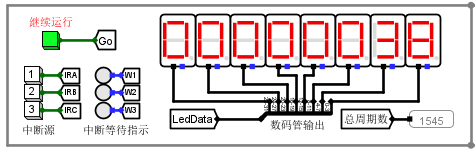 继续运行
Go
00000038
1 IRA W1
2 IRB W2
3 IRC W3
中断源 中断等待指示
LedData 数码管输出 总周期数 1545